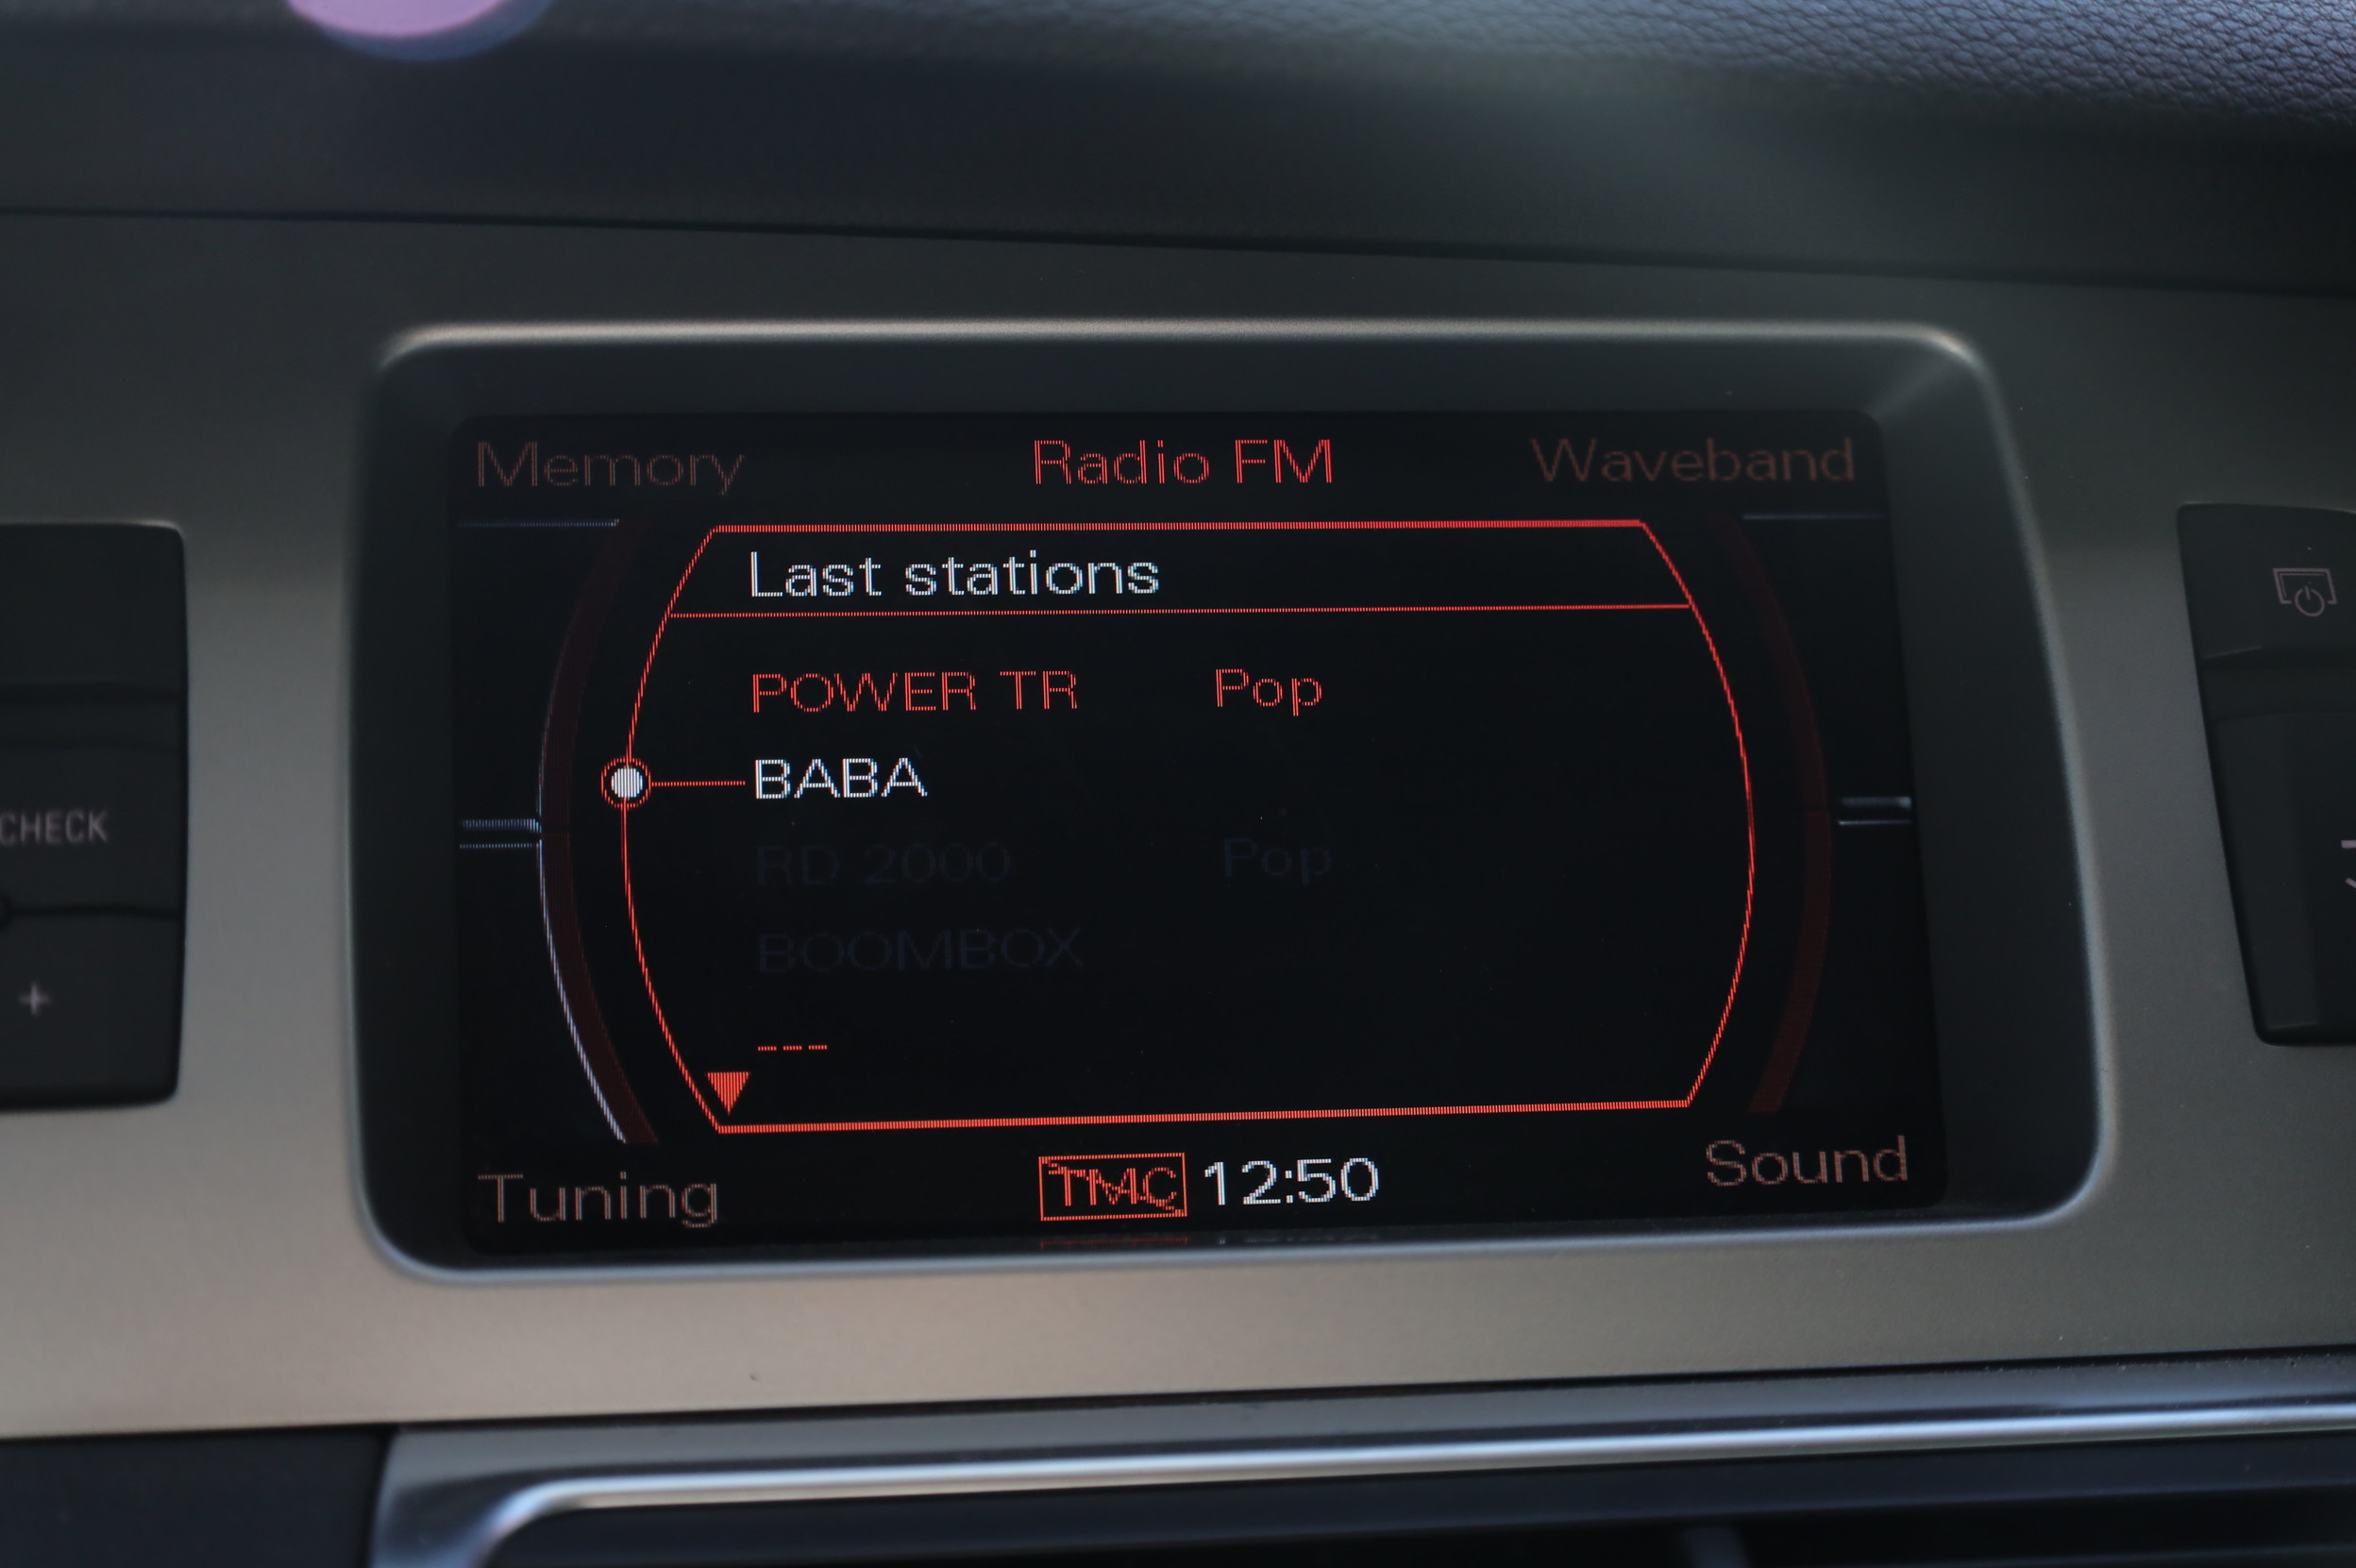 Memory Radio FM Waveband
Last stations
POWER TR Pop
BABA
RD 2000 Pop
BOOMBOX
---
Tuning TMC 12:50 Sound
CHECK
+